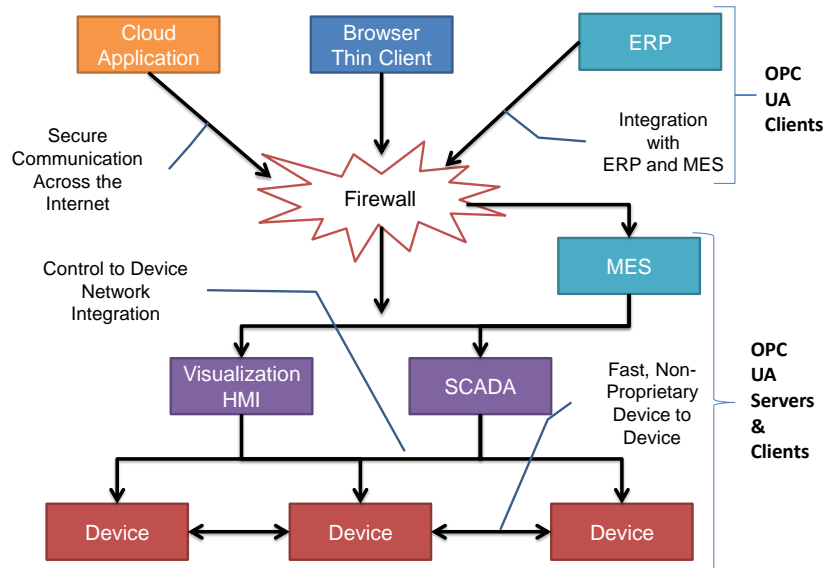 Cloud
Application
Browser
Thin Client
ERP
OPC
UA
Clients
Secure
Communication
Across the
Internet
Integration
with
ERP and MES
Firewall
MES
Control to Device
Network
Integration
Visualization
HMI
SCADA
Fast, Non-
Proprietary
Device to
Device
OPC
UA
Servers
&
Clients
Device
Device
Device